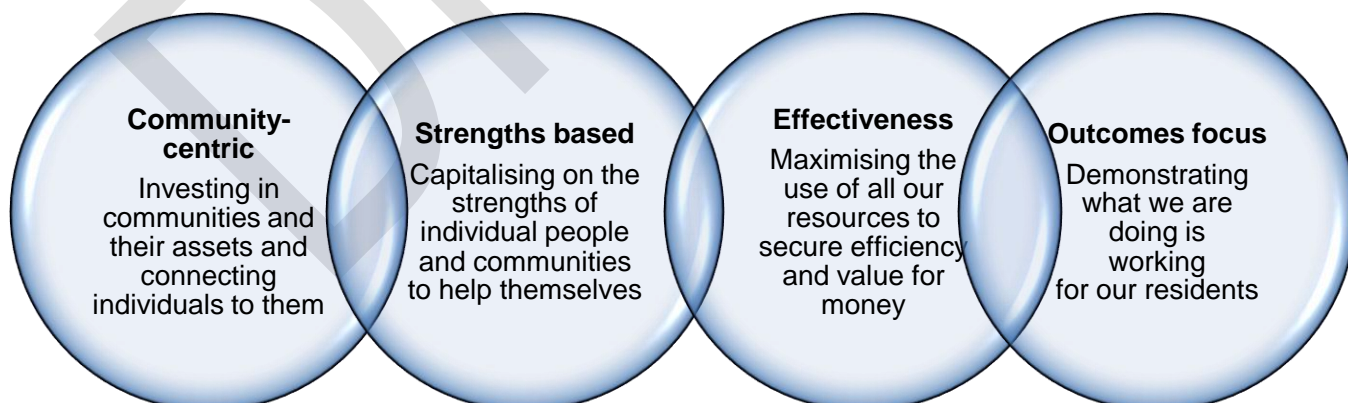 Community-
centric
Investing in
communities and
their assets and
connecting
individuals to them
Strengths based
Capitalising on the
strengths of
individual people
and communities
to help themselves
Effectiveness
Maximising the
use of all our
resources to
secure efficiency
and value for
money
Outcomes focus
Demonstrating
what we are
doing is
working
for our residents